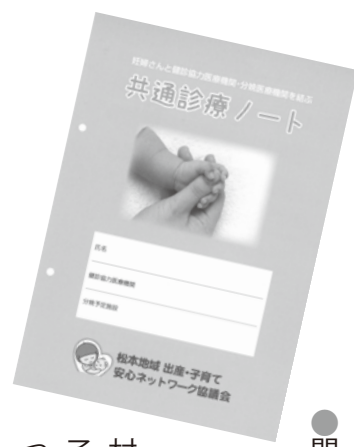 妊婦さんと健診協力医療機関・分娩医療機関を結ぶ
共通診療ノート
氏名
健診協力医療機関
分娩予定施設
松本地域 出産・子育て
安心ネットワーク協議会